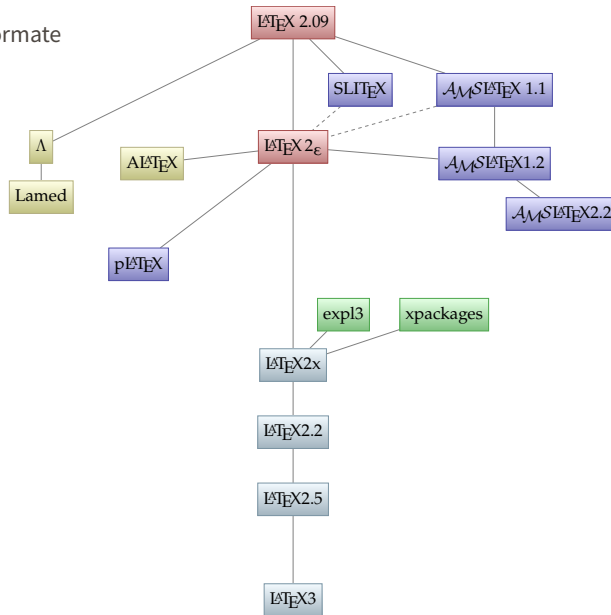 LATEX 2.09
ormate
SLITEX
AMSLATEX 1.1
Λ
ALATEX
LATEX 2ε
AMSLATEX1.2
Lamed
AMSLATEX2.2
pLATEX
expl3
xpackages
LATEX2x
LATEX2.2
LATEX2.5
LATEX3